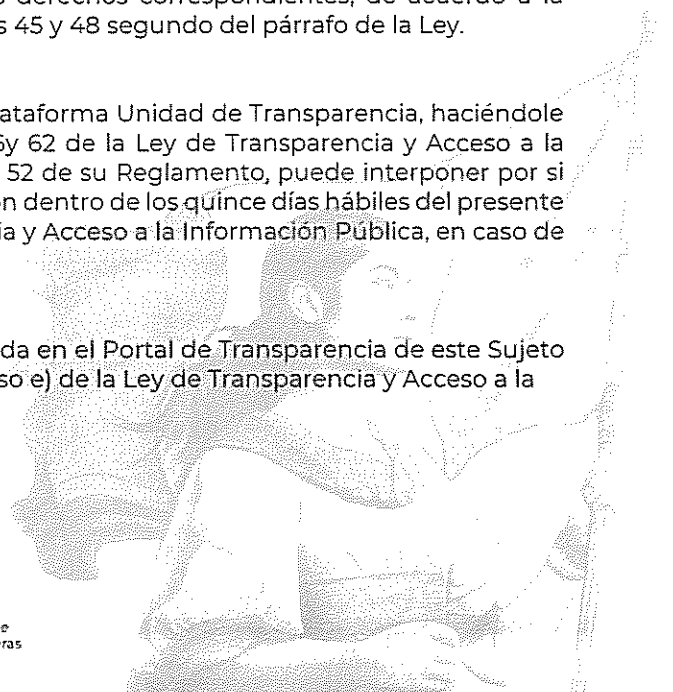 s 45 y 48 segundo del párrafo de la Ley.
ataforma Unidad de Transparencia, haciéndole
y 62 de la Ley de Transparencia y Acceso a la
52 de su Reglamento, puede interponer por si
n dentro de los quince días hábiles del presente
ia y Acceso a la Información Pública, en caso de
da en el Portal de Transparencia de este Sujeto
so e) de la Ley de Transparencia y Acceso a la
e
ras